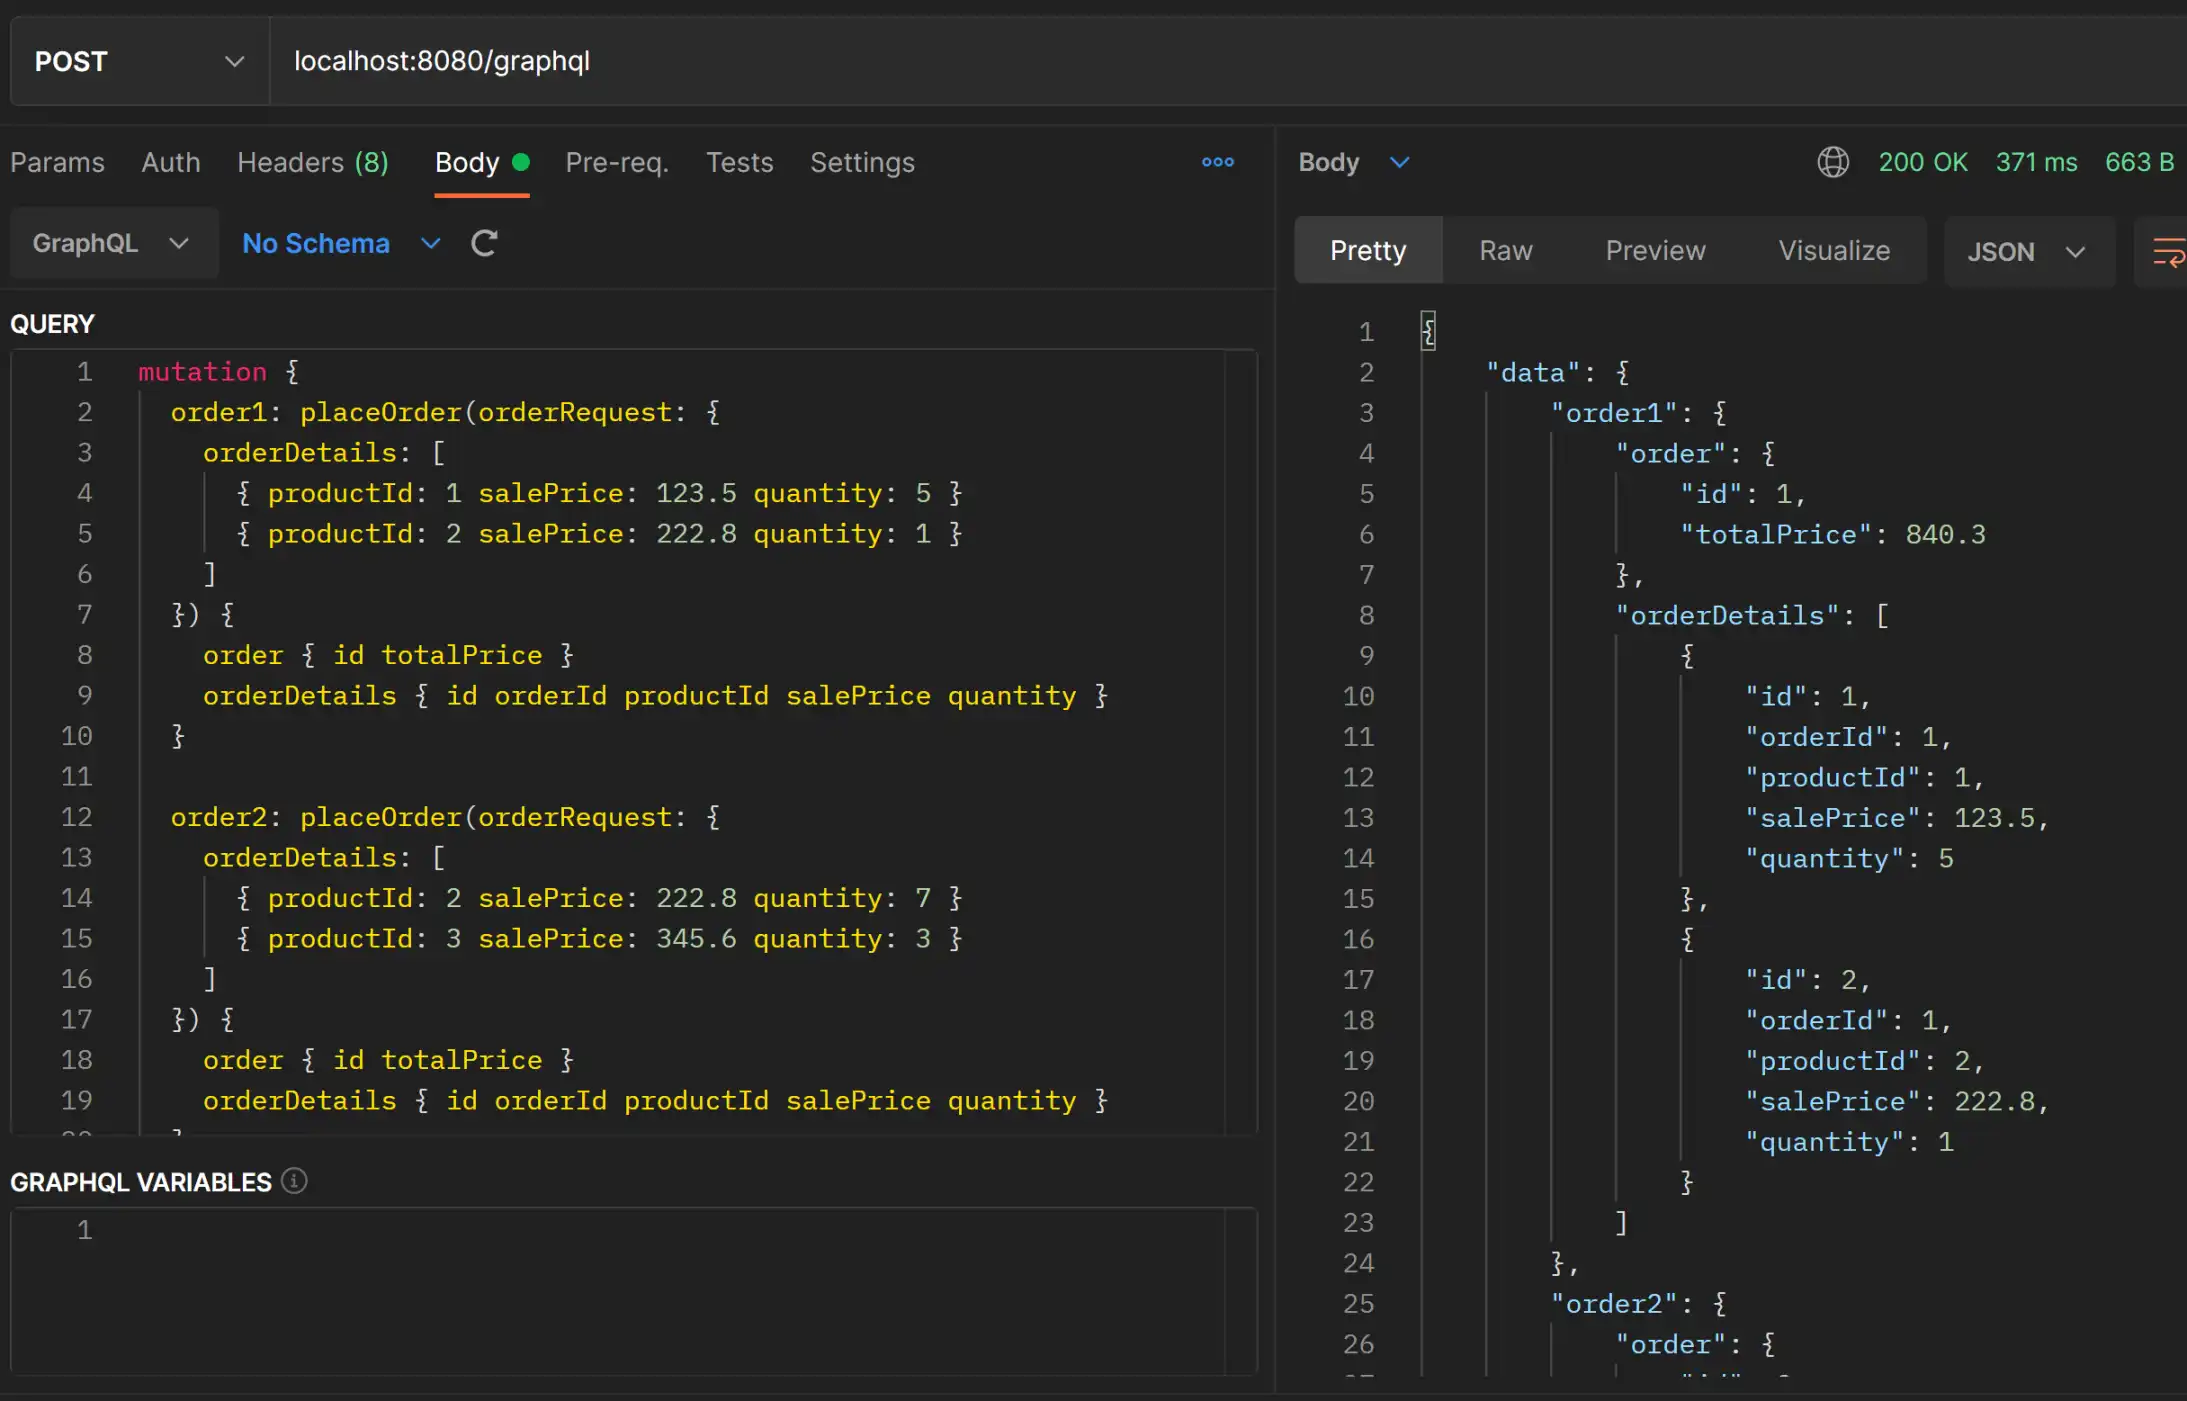 POST
localhost:8080/graphql
Params Auth Headers (8) Body Pre-req. Tests Settings
GraphQL No Schema
QUERY
1 mutation {
2 order1: placeOrder(orderRequest: {
3 orderDetails: [
4 { productId: 1 salePrice: 123.5 quantity: 5 }
5 { productId: 2 salePrice: 222.8 quantity: 1 }
6 ]
7 }) {
8 order { id totalPrice }
9 orderDetails { id orderId productId salePrice quantity }
10 }
11
12 order2: placeOrder(orderRequest: {
13 orderDetails: [
14 { productId: 2 salePrice: 222.8 quantity: 7 }
15 { productId: 3 salePrice: 345.6 quantity: 3 }
16 ]
17 }) {
18 order { id totalPrice }
19 orderDetails { id orderId productId salePrice quantity }
GRAPHQL VARIABLES
1
Body 200 OK 371 ms 663 B
Pretty Raw Preview Visualize JSON
1 {
2 "data": {
3 "order1": {
4 "order": {
5 "id": 1,
6 "totalPrice": 840.3
7 },
8 "orderDetails": [
9 {
10 "id": 1,
11 "orderId": 1,
12 "productId": 1,
13 "salePrice": 123.5,
14 "quantity": 5
15 },
16 {
17 "id": 2,
18 "orderId": 1,
19 "productId": 2,
20 "salePrice": 222.8,
21 "quantity": 1
22 }
23 ]
24 },
25 "order2": {
26 "order": {